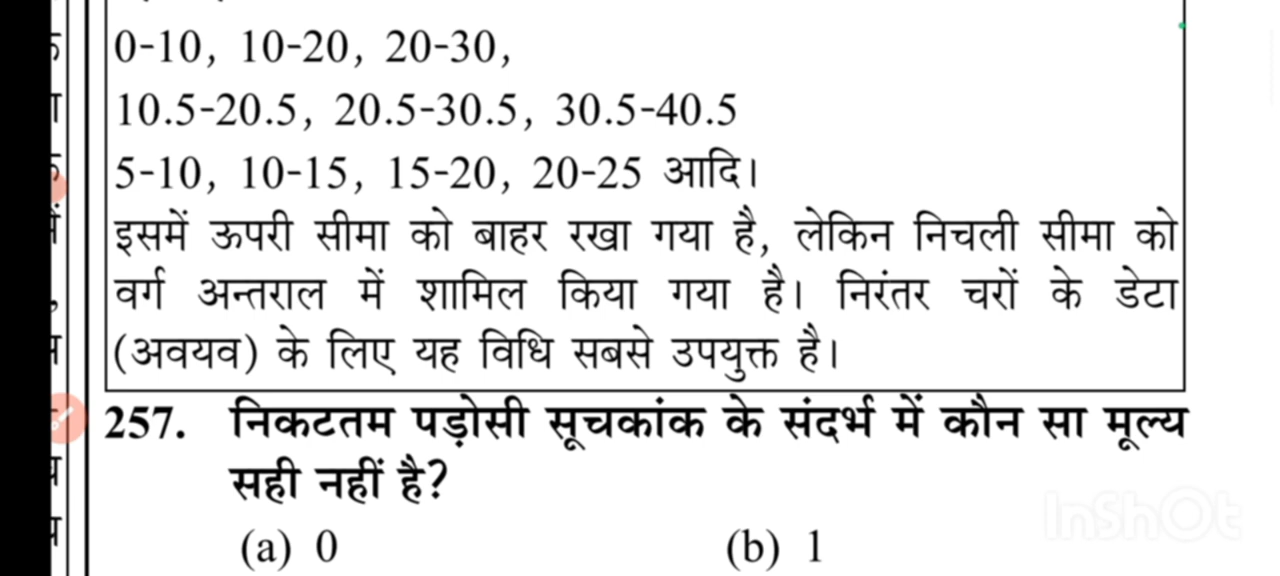 0-10, 10-20, 20-30,
10.5-20.5, 20.5-30.5, 30.5-40.5
5-10, 10-15, 15-20, 20-25 आदि।
इसमें ऊपरी सीमा को बाहर रखा गया है, लेकिन निचली सीमा को
वर्ग अन्तराल में शामिल किया गया है। निरंतर चरों के डेटा
(अवयव) के लिए यह विधि सबसे उपयुक्त है।
257. निकटतम पड़ोसी सूचकांक के संदर्भ में कौन सा मूल्य
सही नहीं है?
InShOt
(a) 0 (b) 1